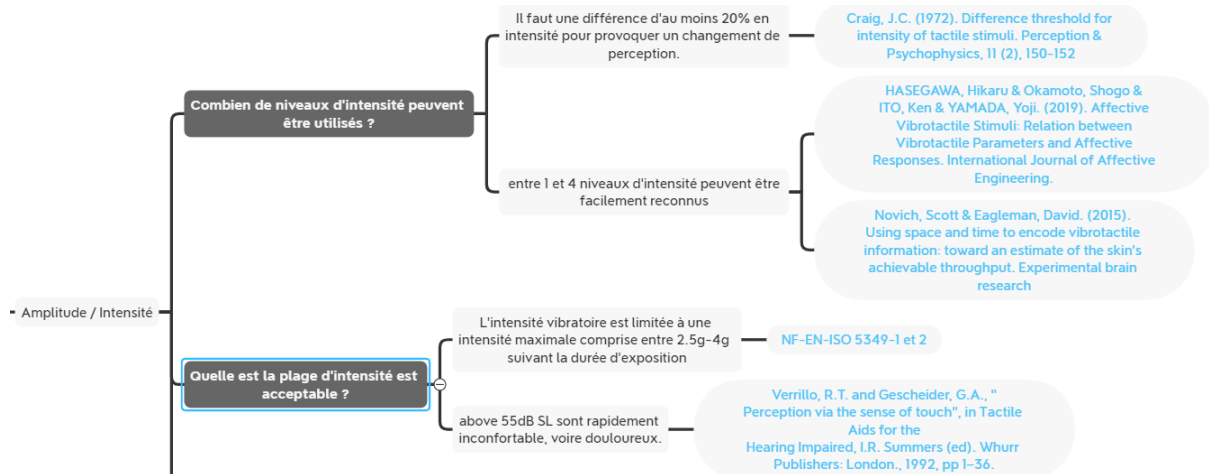 Amplitude / Intensité
Combien de niveaux d'intensité peuvent
être utilisés ?
Il faut une différence d'au moins 20% en
intensité pour provoquer un changement de
perception.
Craig, J.C. (1972). Difference threshold for
intensity of tactile stimuli. Perception &
Psychophysics, 11 (2), 150-152
entre 1 et 4 niveaux d'intensité peuvent être
facilement reconnus
HASEGAWA, Hikaru & Okamoto, Shogo &
ITO, Ken & YAMADA, Yoji. (2019). Affective
Vibrotactile Stimuli: Relation between
Vibrotactile Parameters and Affective
Responses. International Journal of Affective
Engineering.
Novich, Scott & Eagleman, David. (2015).
Using space and time to encode vibrotactile
information: toward an estimate of the skin's
achievable throughput. Experimental brain
research
Quelle est la plage d'intensité est
acceptable ?
L'intensité vibratoire est limitée à une
intensité maximale comprise entre 2.5g-4g
suivant la durée d'exposition
NF-EN-ISO 5349-1 et 2
above 55dB SL sont rapidement
inconfortable, voire douloureux.
Verrillo, R.T. and Gescheider, G.A., "
Perception via the sense of touch", in Tactile
Aids for the
Hearing Impaired, I.R. Summers (ed). Whurr
Publishers: London., 1992, pp 1–36.